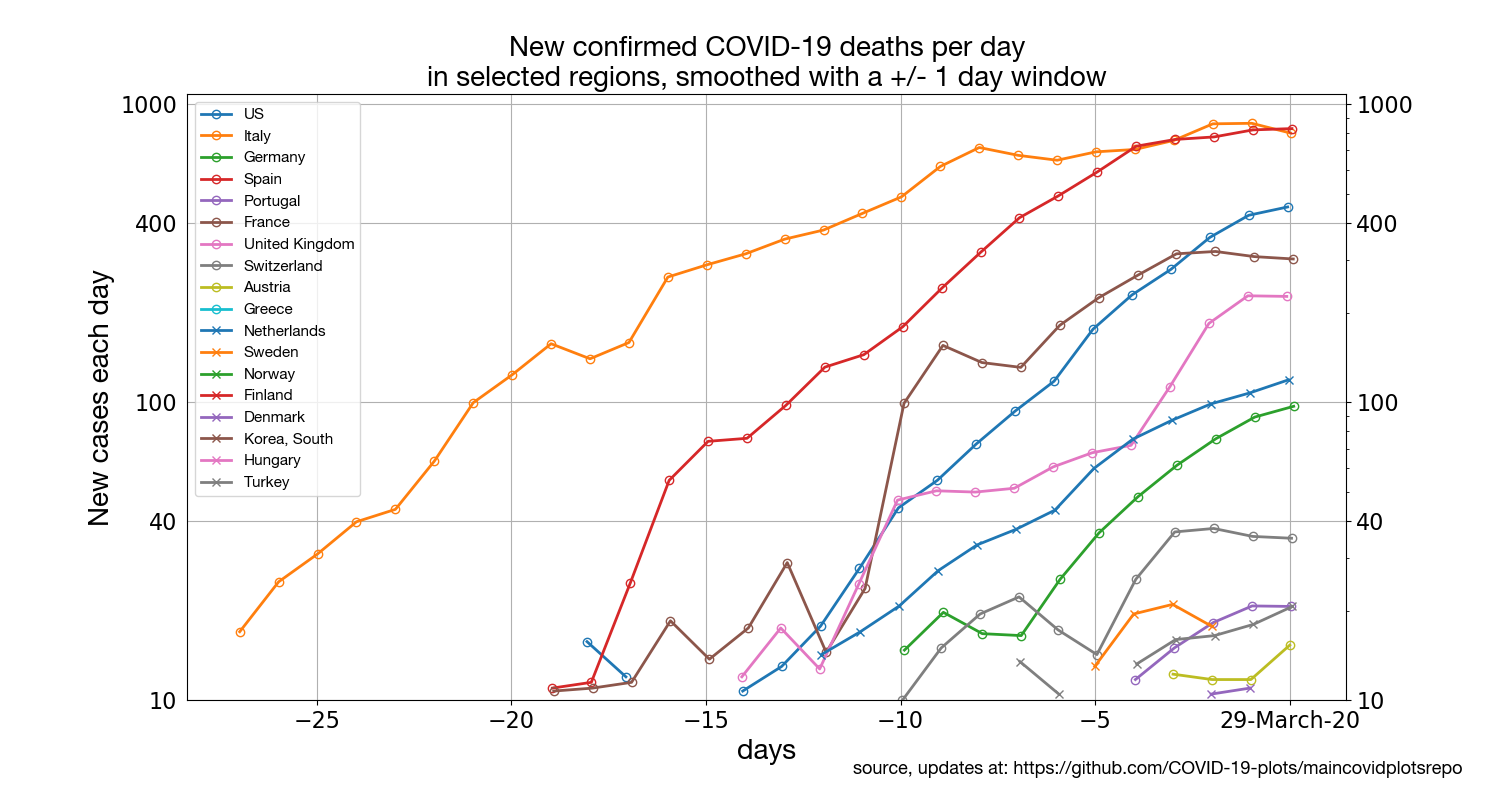 New confirmed COVID-19 deaths per day
in selected regions, smoothed with a +/- 1 day window
New cases each day
1000
400
100
40
10
US
Italy
Germany
Spain
Portugal
France
United Kingdom
Switzerland
Austria
Greece
Netherlands
Sweden
Norway
Finland
Denmark
Korea, South
Hungary
Turkey
1000
400
100
40
10
−25 −20 −15 −10 −5 29-March-20
days
source, updates at: https://github.com/COVID-19-plots/maincovidplotsrepo